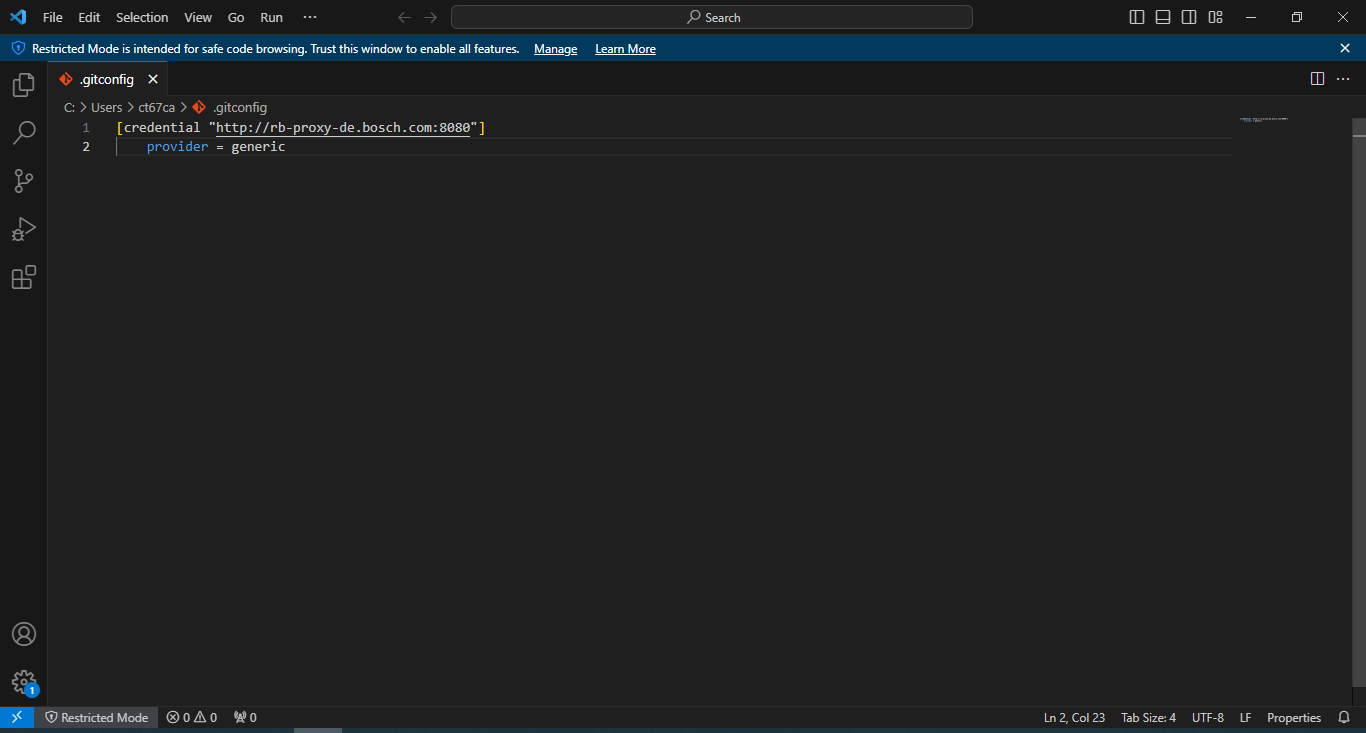 File Edit Selection View Go Run ··· Search
Restricted Mode is intended for safe code browsing. Trust this window to enable all features. Manage Learn More
.gitconfig
C: > Users > ct67ca > .gitconfig
1 [credential "http://rb-proxy-de.bosch.com:8080"]
2 provider = generic
1
Restricted Mode 0 0 0 Ln 2, Col 23 Tab Size: 4 UTF-8 LF Properties